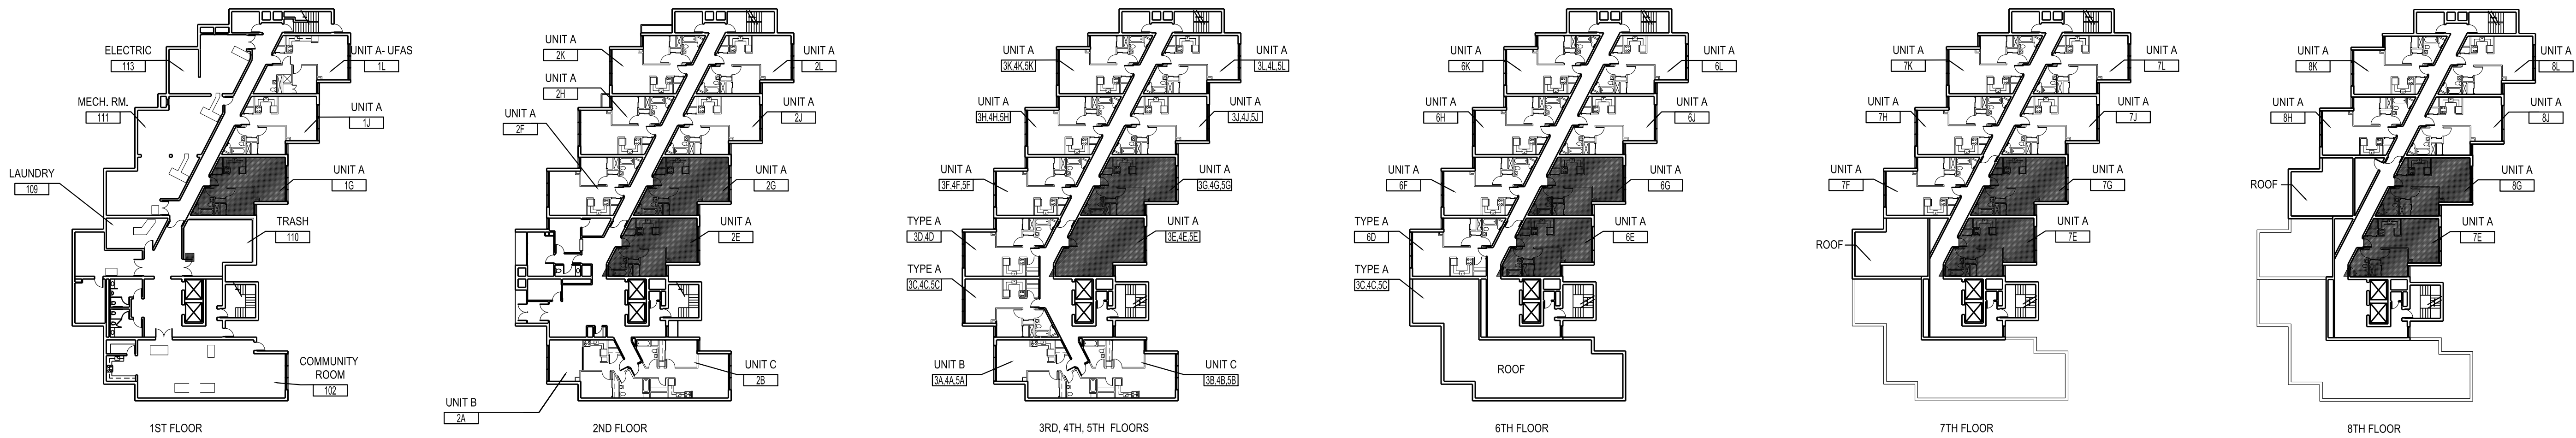 ELECTRIC
113
UNIT A- UFAS
1L
MECH. RM.
111
UNIT A
1J
LAUNDRY
109
UNIT A
1G
TRASH
110
COMMUNITY
ROOM
102
1ST FLOOR
UNIT A
2K
UNIT A
2L
UNIT A
2H
UNIT A
2F
UNIT A
2J
UNIT A
2G
UNIT A
2E
UNIT C
2B
UNIT B
2A
2ND FLOOR
UNIT A
3K,4K,5K
UNIT A
3L,4L,5L
UNIT A
3H,4H,5H
UNIT A
3J,4J,5J
UNIT A
3F,4F,5F
UNIT A
3G,4G,5G
TYPE A
3D,4D
UNIT A
3E,4E,5E
TYPE A
3C,4C,5C
UNIT B
3A,4A,5A
UNIT C
3B,4B,5B
3RD, 4TH, 5TH FLOORS
UNIT A
6K
UNIT A
6L
UNIT A
6H
UNIT A
6J
UNIT A
6F
UNIT A
6G
TYPE A
6D
UNIT A
6E
TYPE A
3C,4C,5C
ROOF
6TH FLOOR
UNIT A
7K
UNIT A
7L
UNIT A
7H
UNIT A
7J
UNIT A
7F
UNIT A
7G
ROOF
UNIT A
7E
7TH FLOOR
UNIT A
8K
UNIT A
8L
UNIT A
8H
UNIT A
8J
ROOF
UNIT A
8G
UNIT A
7E
8TH FLOOR